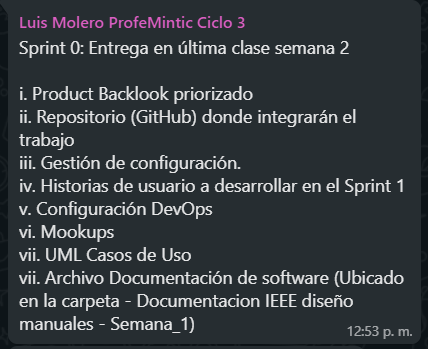 Luis Molero ProfeMintic Ciclo 3
Sprint 0: Entrega en última clase semana 2
i. Product Backlook priorizado
ii. Repositorio (GitHub) donde integrarán el
trabajo
iii. Gestión de configuración.
iv. Historias de usuario a desarrollar en el Sprint 1
v. Configuración DevOps
vi. Mookups
vii. UML Casos de Uso
vii. Archivo Documentación de software (Ubicado
en la carpeta - Documentacion IEEE diseño
manuales - Semana_1)
12:53 p. m.